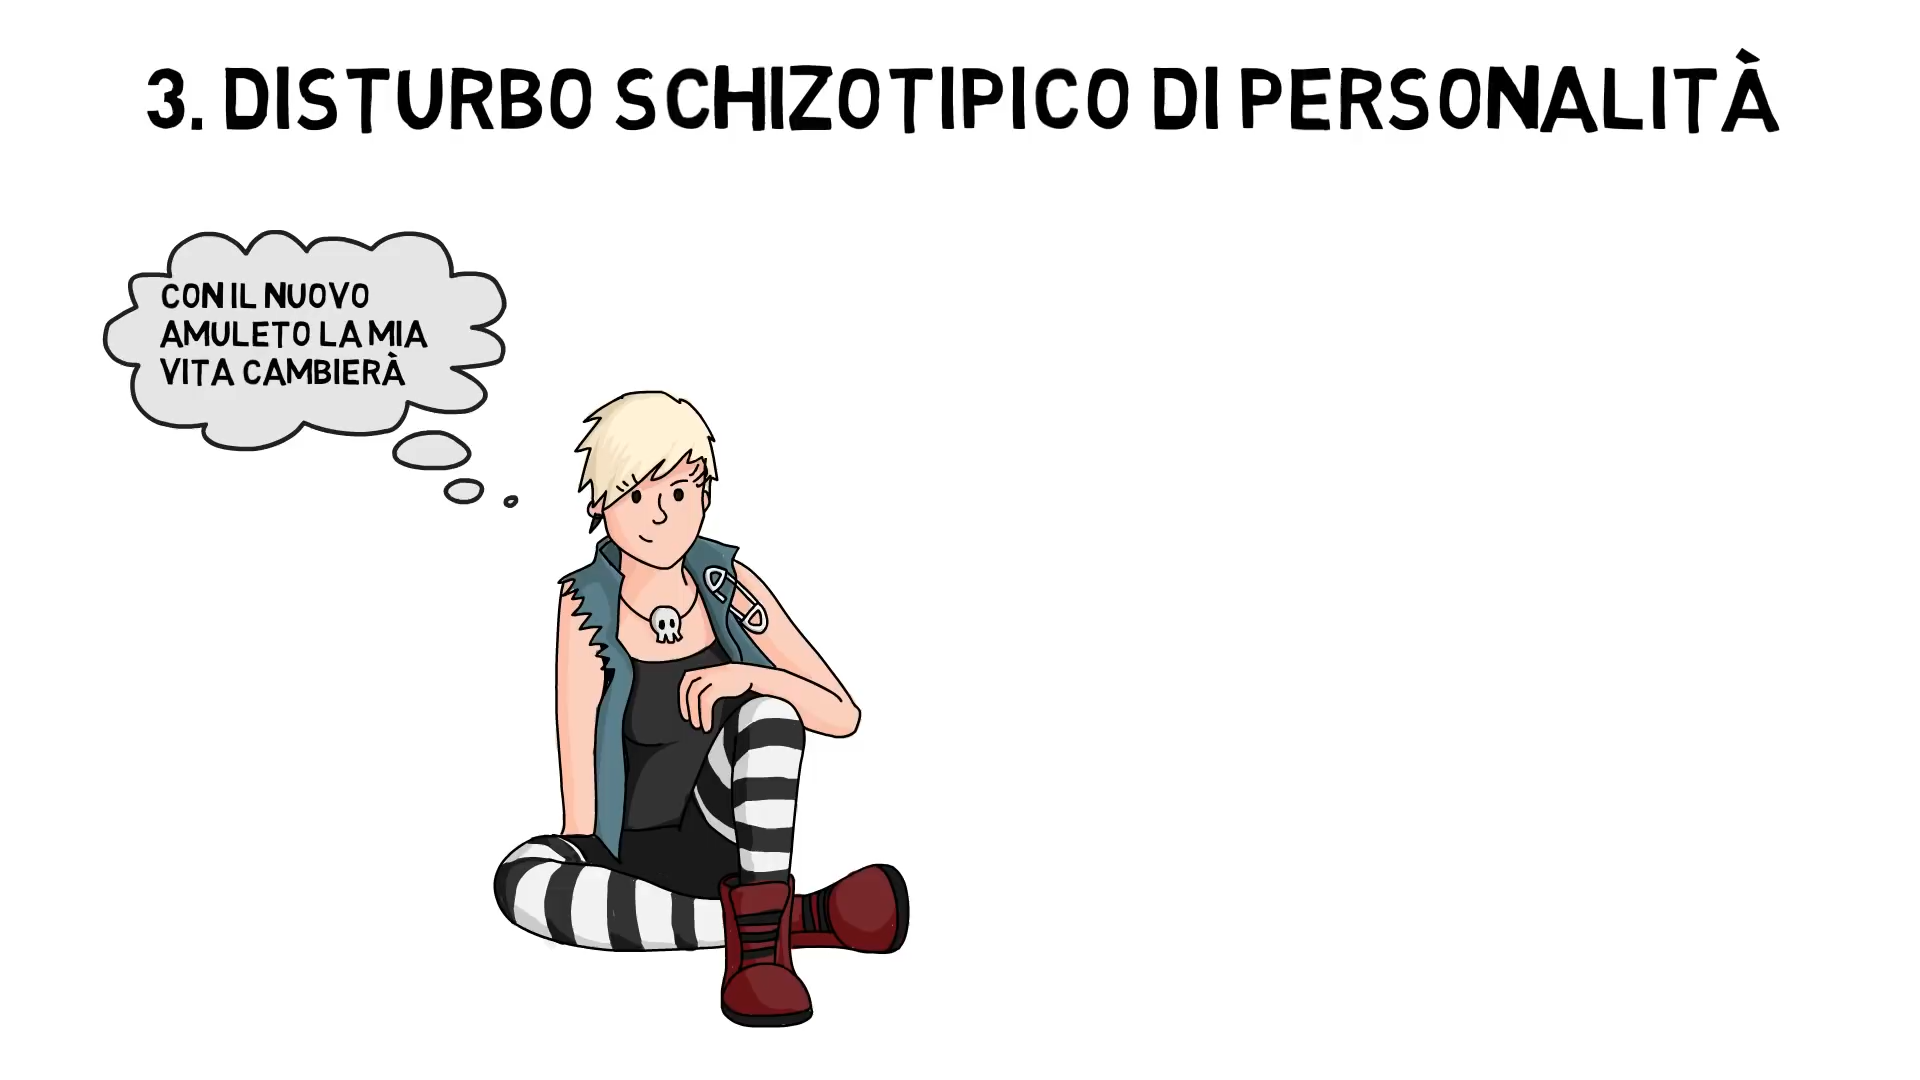 3. DISTURBO SCHIZOTIPICO DI PERSONALITÀ
CON IL NUOVO
AMULETO LA MIA
VITA CAMBIERÀ